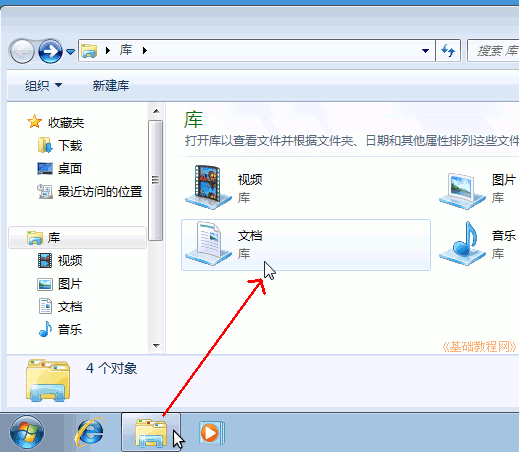 库
搜索 库
组织 新建库
收藏夹
下载
桌面
最近访问的位置
库
视频
图片
文档
音乐
库
打开库以查看文件并根据文件夹、日期和其他属性排列这些文件
视频
库
图片
库
文档
库
音乐
库
《基础教程网》
4 个对象